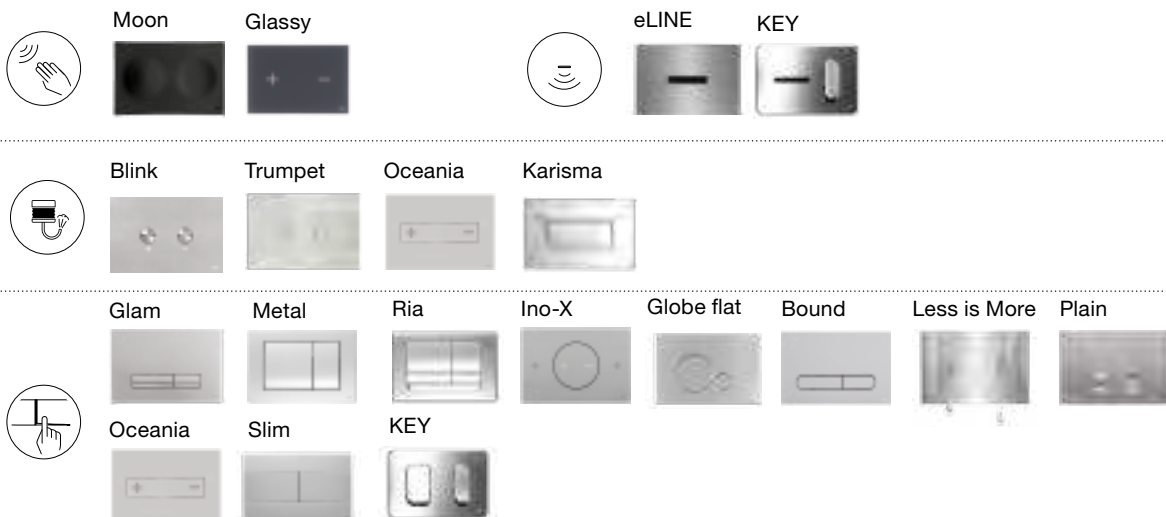 Moon Glassy eLINE KEY
Blink Trumpet Oceania Karisma
Glam Metal Ria Ino-X Globe flat Bound Less is More Plain
Oceania Slim KEY